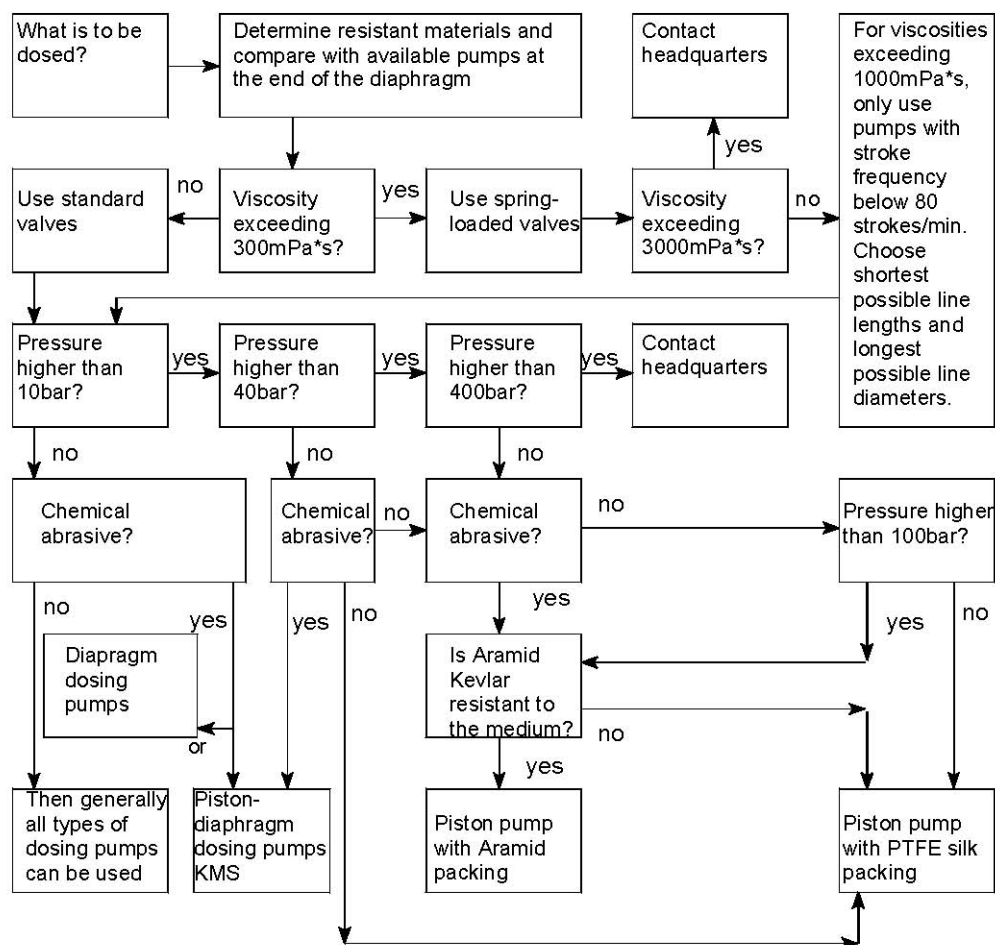 What is to be
dosed?
Determine resistant materials and
compare with available pumps at
the end of the diaphragm
Contact
headquarters
For viscosities
exceeding
1000mPa*s,
only use
pumps with
stroke
frequency
below 80
strokes/min.
Choose
shortest
possible line
lengths and
longest
possible line
diameters.
yes
Use standard
valves
no
Viscosity
exceeding
300mPa*s?
yes
Use spring-
loaded valves
Viscosity
exceeding
3000mPa*s?
no
Pressure
higher than
10bar?
yes
Pressure
higher than
40bar?
yes
Pressure
higher than
400bar?
yes
Contact
headquarters
no
no
no
Chemical
abrasive?
Chemical
abrasive?
no
Chemical
abrasive?
no
Pressure higher
than 100bar?
no
yes
yes
no
yes
yes
no
Diapragm
dosing
pumps
or
Is Aramid
Kevlar
resistant to
the medium?
no
yes
Then generally
all types of
dosing pumps
can be used
Piston-
diaphragm
dosing pumps
KMS
Piston pump
with Aramid
packing
Piston pump
with PTFE silk
packing